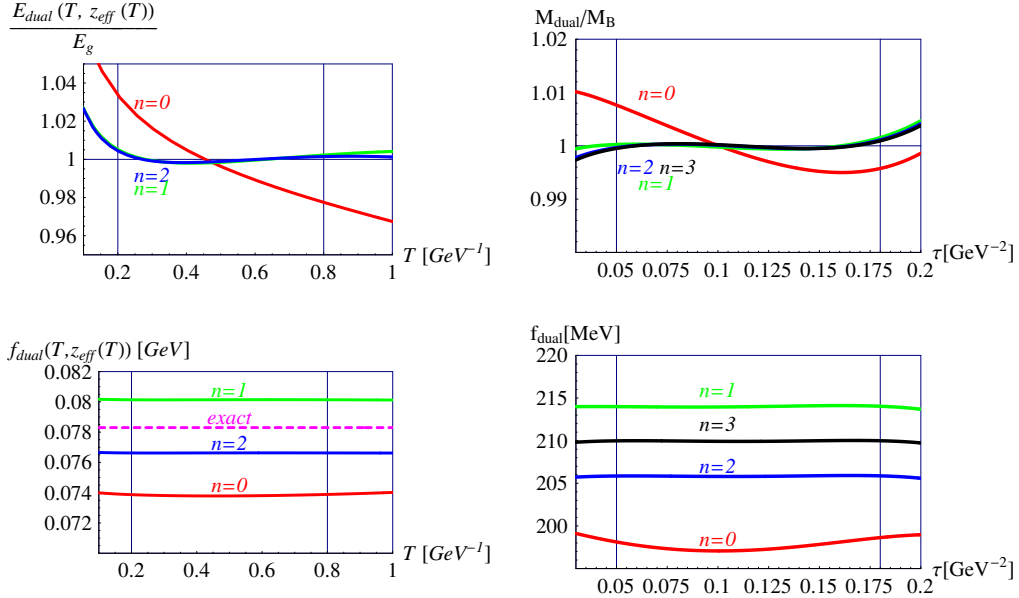 E_dual (T, z_eff (T))
E_g
1.04
1.02
1
0.98
0.96
n=0
n=2
n=1
0.2 0.4 0.6 0.8 1
T [GeV^-1]
M_dual/M_B
1.02
1.01
1
0.99
n=0
n=2 n=3
n=1
0.05 0.075 0.1 0.125 0.15 0.175 0.2
τ[GeV^-2]
f_dual(T,z_eff(T)) [GeV]
0.082
0.08
0.078
0.076
0.074
0.072
n=1
exact
n=2
n=0
0.2 0.4 0.6 0.8 1
T [GeV^-1]
f_dual[MeV]
220
215
210
205
200
n=1
n=3
n=2
n=0
0.05 0.075 0.1 0.125 0.15 0.175 0.2
τ[GeV^-2]